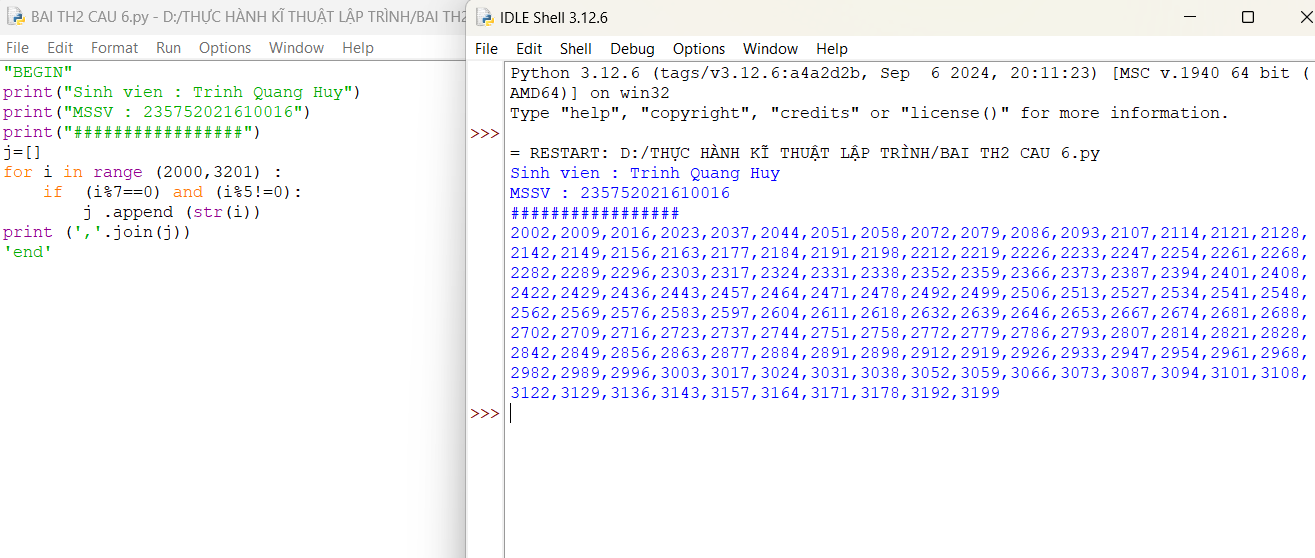 BAI TH2 CAU 6.py - D:/THỰC HÀNH KĨ THUẬT LẬP TRÌNH/BAI TH2
File Edit Format Run Options Window Help
"BEGIN"
print("Sinh vien : Trinh Quang Huy")
print("MSSV : 235752021610016")
print("#################")
j=[]
for i in range (2000,3201) :
    if  (i%7==0) and (i%5!=0):
        j .append (str(i))
print (','.join(j))
'end'
IDLE Shell 3.12.6
File Edit Shell Debug Options Window Help
Python 3.12.6 (tags/v3.12.6:a4a2d2b, Sep  6 2024, 20:11:23) [MSC v.1940 64 bit (
AMD64)] on win32
Type "help", "copyright", "credits" or "license()" for more information.
>>>
= RESTART: D:/THỰC HÀNH KĨ THUẬT LẬP TRÌNH/BAI TH2 CAU 6.py
Sinh vien : Trinh Quang Huy
MSSV : 235752021610016
#################
2002,2009,2016,2023,2037,2044,2051,2058,2072,2079,2086,2093,2107,2114,2121,2128,
2142,2149,2156,2163,2177,2184,2191,2198,2212,2219,2226,2233,2247,2254,2261,2268,
2282,2289,2296,2303,2317,2324,2331,2338,2352,2359,2366,2373,2387,2394,2401,2408,
2422,2429,2436,2443,2457,2464,2471,2478,2492,2499,2506,2513,2527,2534,2541,2548,
2562,2569,2576,2583,2597,2604,2611,2618,2632,2639,2646,2653,2667,2674,2681,2688,
2702,2709,2716,2723,2737,2744,2751,2758,2772,2779,2786,2793,2807,2814,2821,2828,
2842,2849,2856,2863,2877,2884,2891,2898,2912,2919,2926,2933,2947,2954,2961,2968,
2982,2989,2996,3003,3017,3024,3031,3038,3052,3059,3066,3073,3087,3094,3101,3108,
3122,3129,3136,3143,3157,3164,3171,3178,3192,3199
>>>